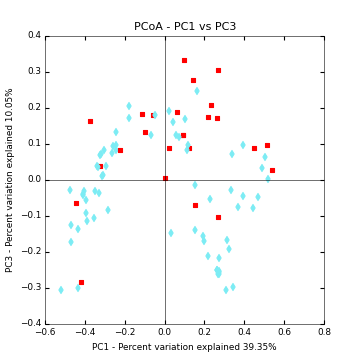 PCoA - PC1 vs PC3
PC3 - Percent variation explained 10.05%
0.4
0.3
0.2
0.1
0.0
−0.1
−0.2
−0.3
−0.4
−0.6 −0.4 −0.2 0.0 0.2 0.4 0.6 0.8
PC1 - Percent variation explained 39.35%